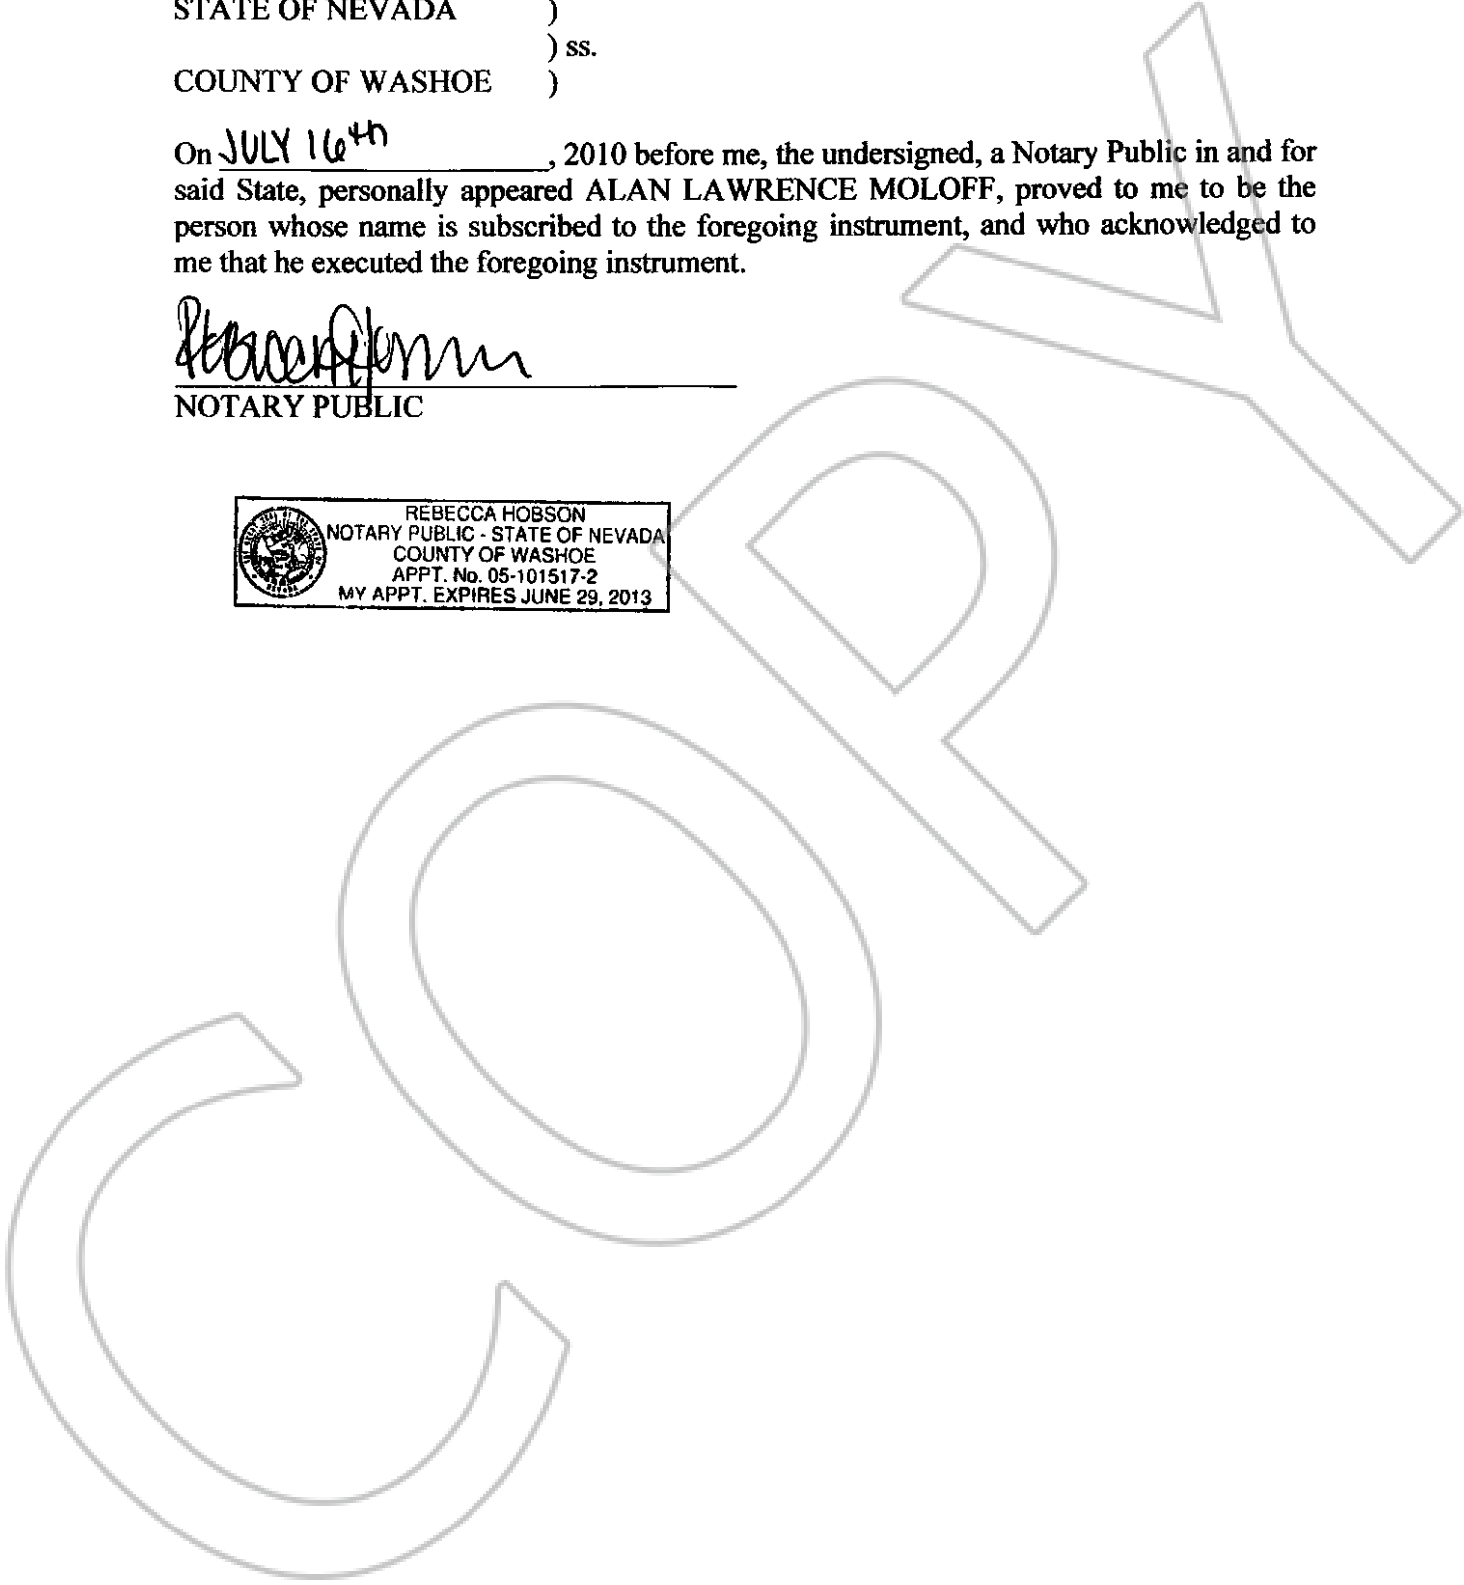 STATE OF NEVADA )
) ss.
COUNTY OF WASHOE )
On JULY 16th, 2010 before me, the undersigned, a Notary Public in and for
said State, personally appeared ALAN LAWRENCE MOLOFF, proved to me to be the
person whose name is subscribed to the foregoing instrument, and who acknowledged to
me that he executed the foregoing instrument.
NOTARY PUBLIC
REBECCA HOBSON
NOTARY PUBLIC - STATE OF NEVADA
COUNTY OF WASHOE
APPT. No. 05-101517-2
MY APPT. EXPIRES JUNE 29, 2013
COPY